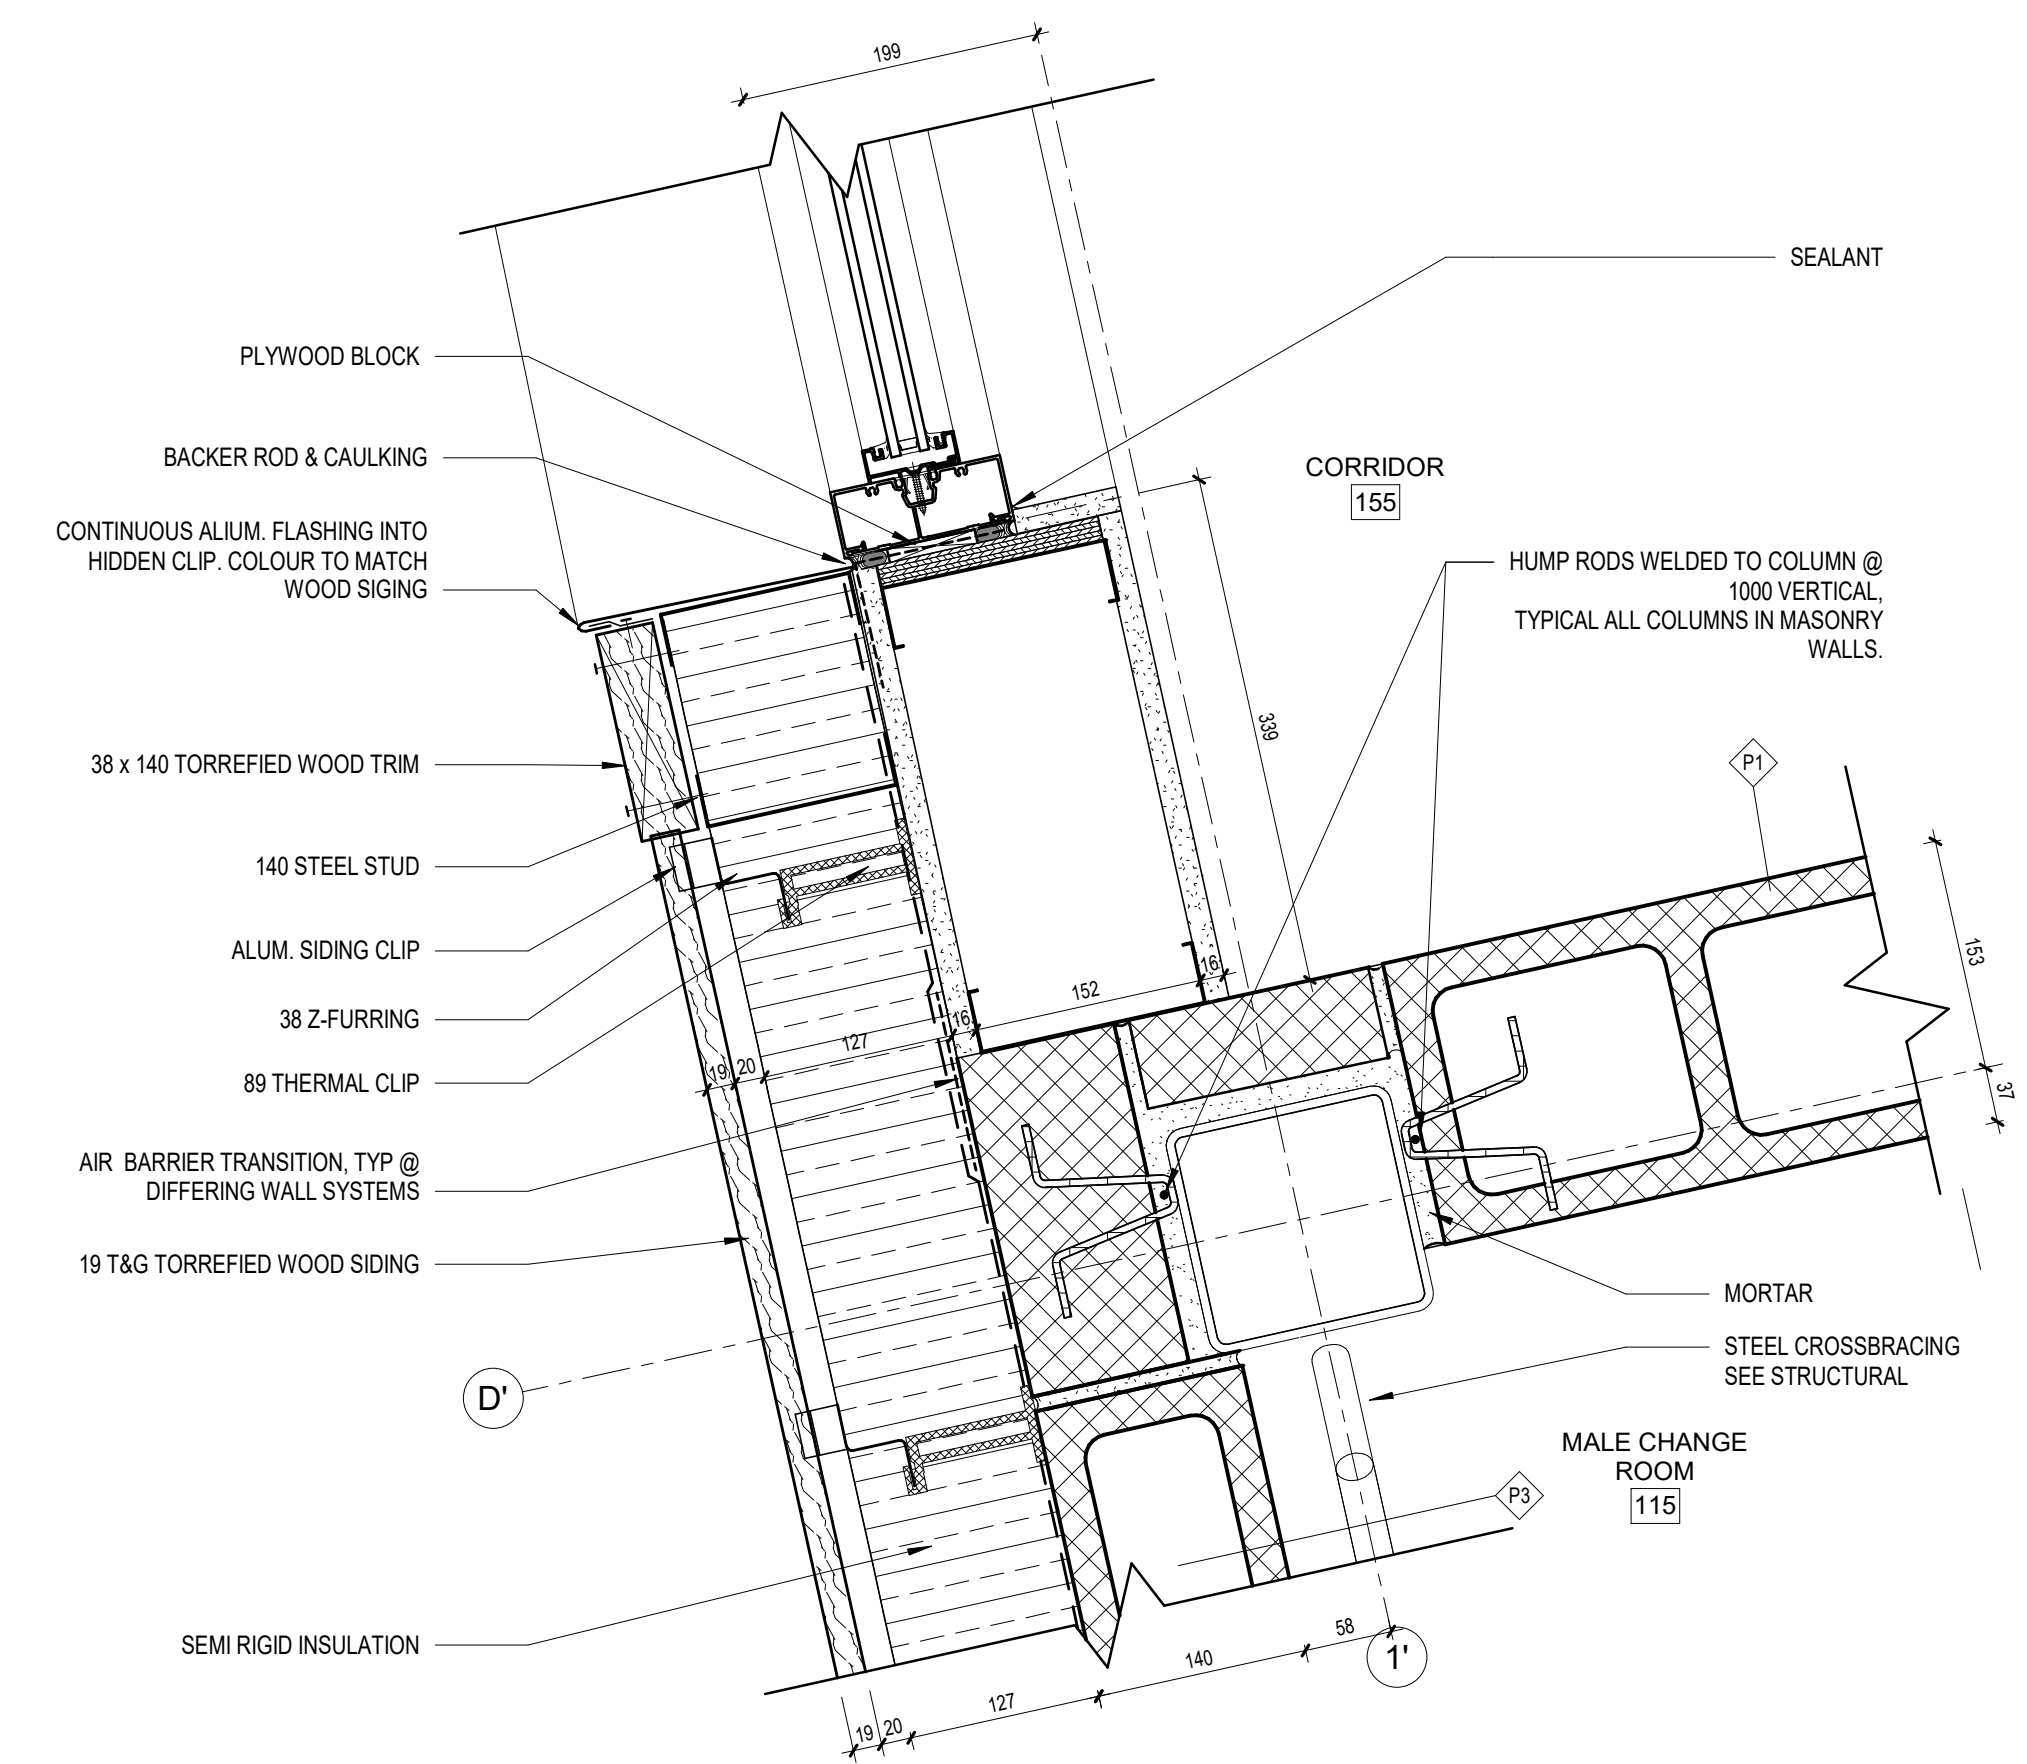 199
SEALANT
PLYWOOD BLOCK
BACKER ROD & CAULKING
CORRIDOR
155
CONTINUOUS ALIUM. FLASHING INTO
HIDDEN CLIP. COLOUR TO MATCH
WOOD SIGING
HUMP RODS WELDED TO COLUMN @
1000 VERTICAL,
TYPICAL ALL COLUMNS IN MASONRY
WALLS.
339
38 x 140 TORREFIED WOOD TRIM
P1
140 STEEL STUD
ALUM. SIDING CLIP
153
38 Z-FURRING
16
152
16
127
20
19
89 THERMAL CLIP
37
AIR BARRIER TRANSITION, TYP @
DIFFERING WALL SYSTEMS
19 T&G TORREFIED WOOD SIDING
MORTAR
STEEL CROSSBRACING
SEE STRUCTURAL
D'
MALE CHANGE
ROOM
115
P3
SEMI RIGID INSULATION
58
1'
140
127
20
19